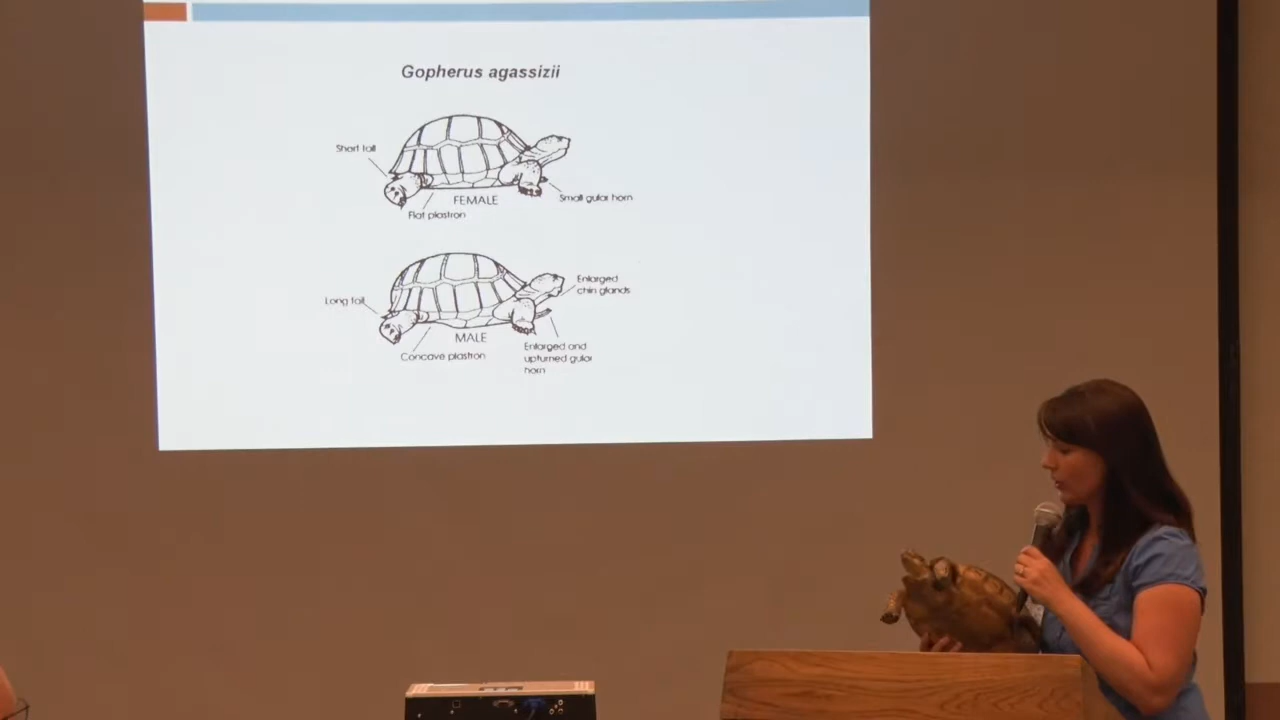 Gopherus agassizii
Short tail
Small gular horn
FEMALE
Flat plastron
Enlarged
chin glands
Long tail
MALE
Concave plastron
Enlarged and
upturned gular
horn